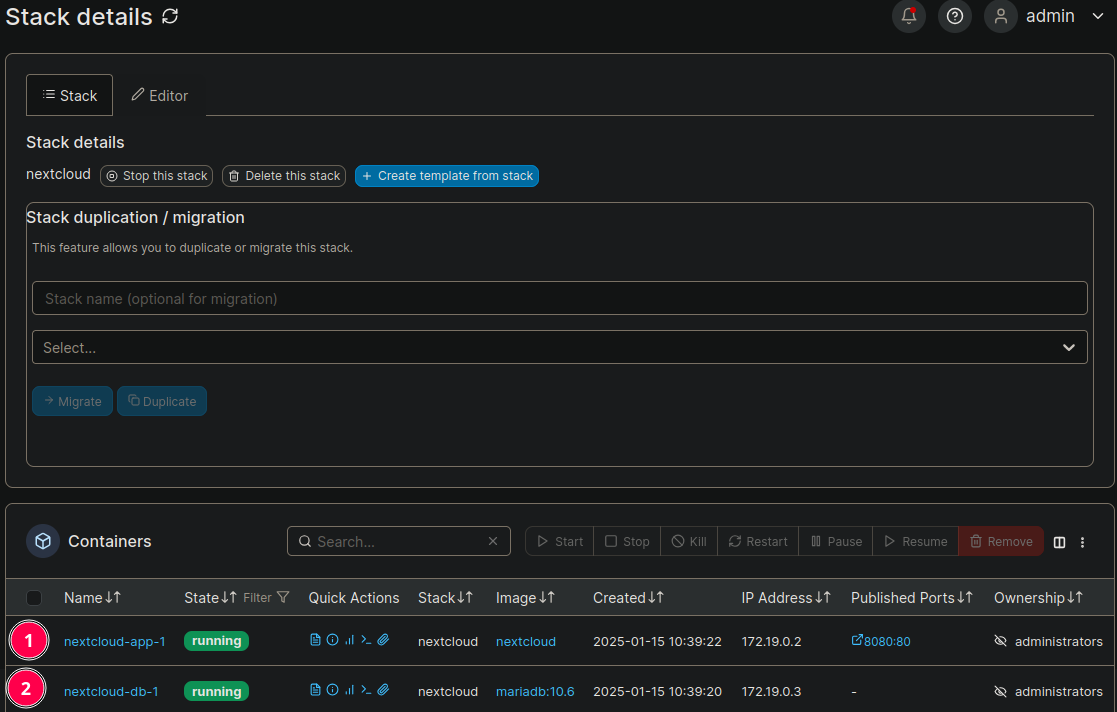 Stack details
admin
Stack
Editor
Stack details
nextcloud Stop this stack Delete this stack + Create template from stack
Stack duplication / migration
This feature allows you to duplicate or migrate this stack.
Stack name (optional for migration)
Select...
Migrate Duplicate
Containers Search... Start Stop Kill Restart Pause Resume Remove
Name State Filter Quick Actions Stack Image Created IP Address Published Ports Ownership
1 nextcloud-app-1 running nextcloud nextcloud 2025-01-15 10:39:22 172.19.0.2 8080:80 administrators
2 nextcloud-db-1 running nextcloud mariadb:10.6 2025-01-15 10:39:20 172.19.0.3 - administrators